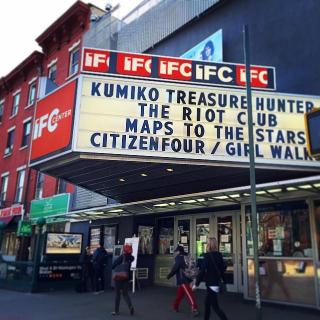 iFC iFC iFC iFC iFC
iFC CENTER
KUMIKO TREASURE HUNTER
THE RIOT CLUB
MAPS TO THE STARS
CITIZENFOUR / GIRL WALK